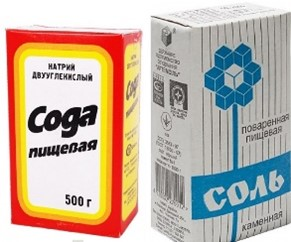 НАТРИЙ
ДВУУГЛЕКИСЛЫЙ
Сода
пищевая
500 г
поваренная
пищевая
СОЛЬ
каменная